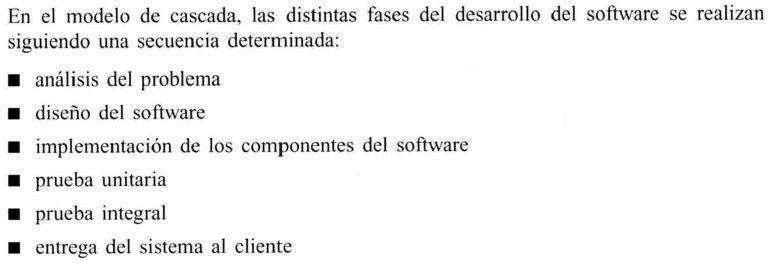 En el modelo de cascada, las distintas fases del desarrollo del software se realizan
siguiendo una secuencia determinada:
■ análisis del problema
■ diseño del software
■ implementación de los componentes del software
■ prueba unitaria
■ prueba integral
■ entrega del sistema al cliente